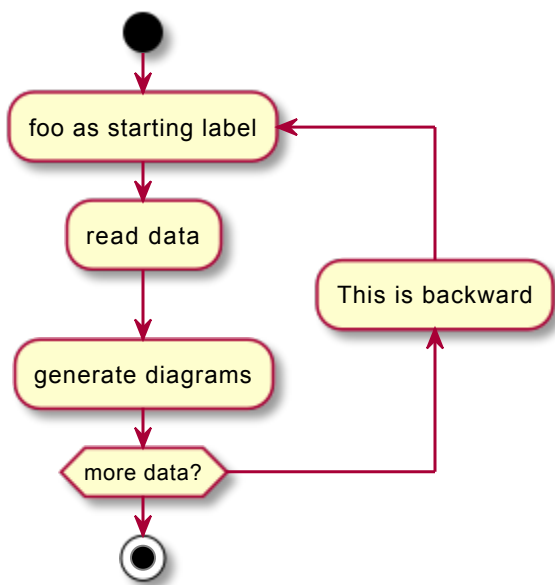 foo as starting label
read data
This is backward
generate diagrams
more data?